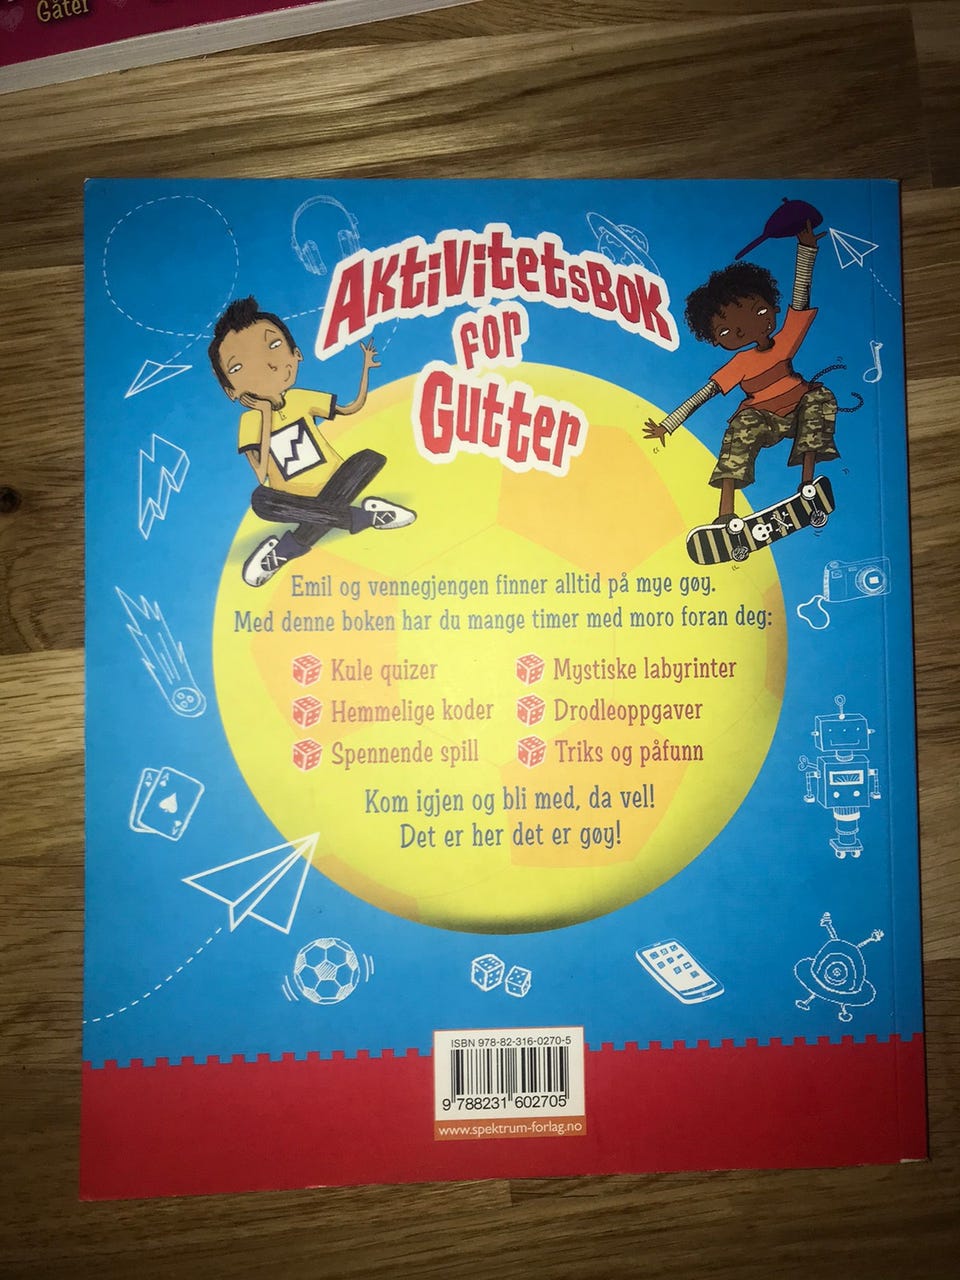 Gåter
Aktivitetsbok
for
Gutter
Emil og vennegjengen finner alltid på mye gøy.
Med denne boken har du mange timer med moro foran deg:
Kule quizer
Mystiske labyrinter
Hemmelige koder
Drodleoppgaver
Spennende spill
Triks og påfunn
Kom igjen og bli med, da vel!
Det er her det er gøy!
A
A
ISBN 978-82-316-0270-5
9 788231 602705
www.spektrum-forlag.no